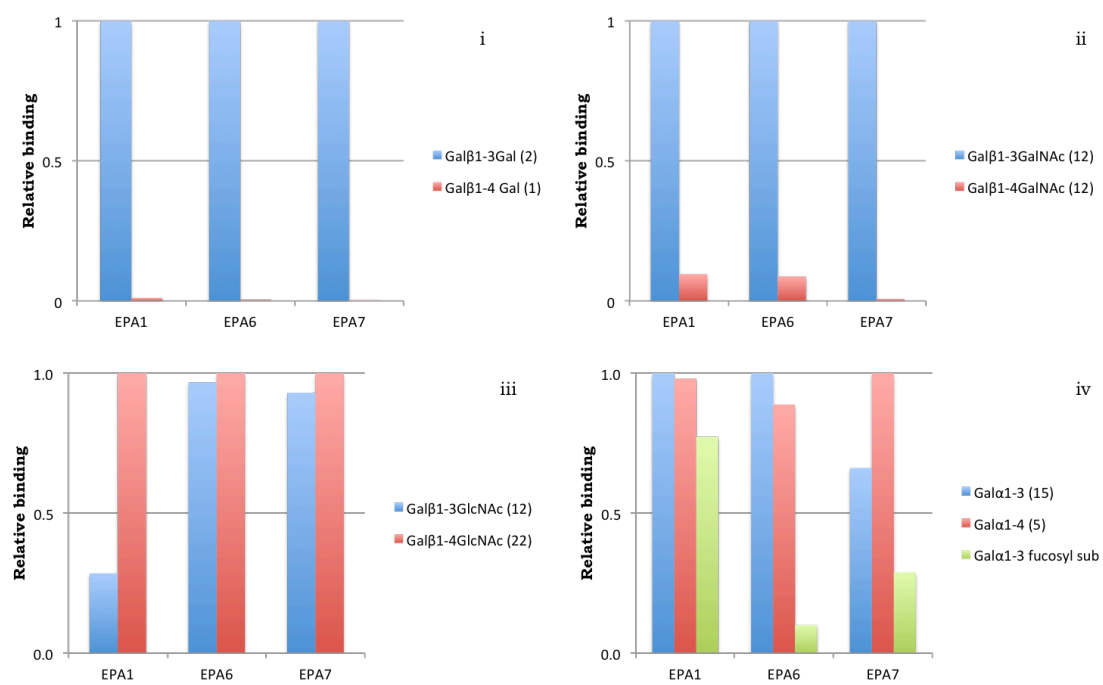 i
1
0.5
0
Relative binding
EPA1 EPA6 EPA7
Galβ1-3Gal (2)
Galβ1-4 Gal (1)
ii
1
0.5
0
Relative binding
EPA1 EPA6 EPA7
Galβ1-3GalNAc (12)
Galβ1-4GalNAc (12)
iii
1.0
0.5
0.0
Relative binding
EPA1 EPA6 EPA7
Galβ1-3GlcNAc (12)
Galβ1-4GlcNAc (22)
iv
1.0
0.5
0.0
Relative binding
EPA1 EPA6 EPA7
Galα1-3 (15)
Galα1-4 (5)
Galα1-3 fucosyl sub